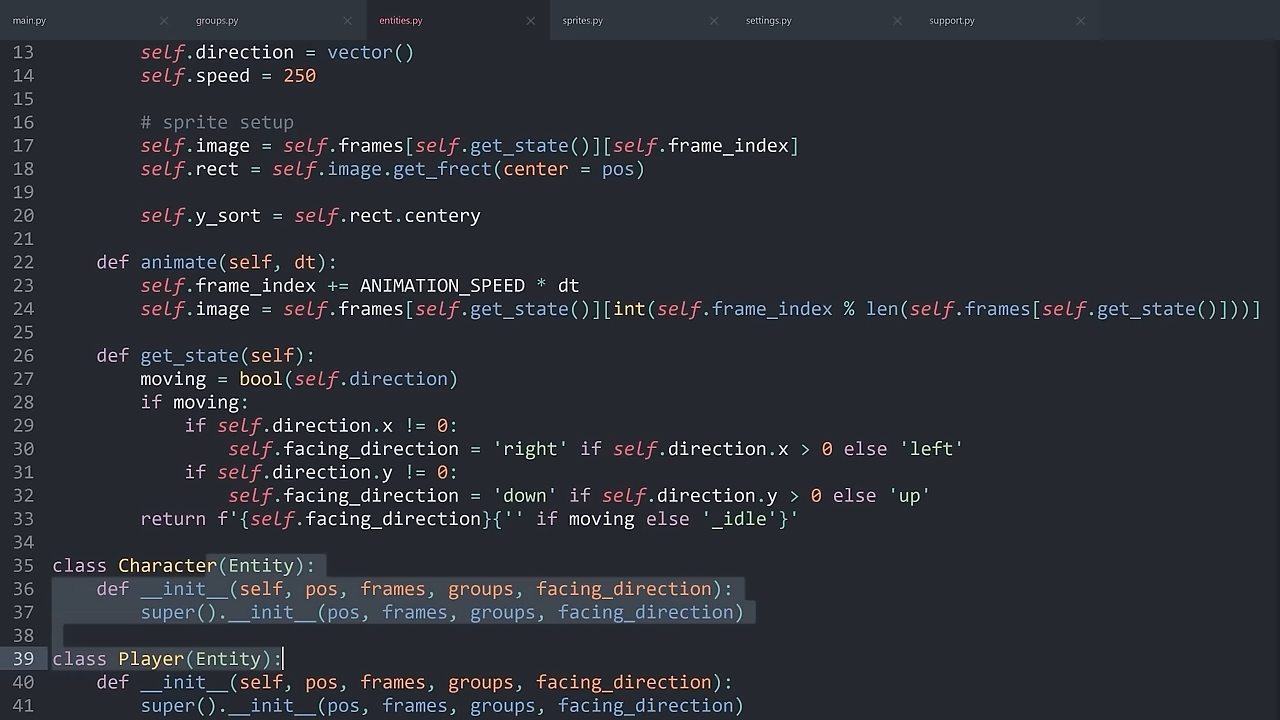 main.py groups.py entities.py sprites.py settings.py support.py
13         self.direction = vector()
14         self.speed = 250
15
16         # sprite setup
17         self.image = self.frames[self.get_state()][self.frame_index]
18         self.rect = self.image.get_frect(center = pos)
19
20         self.y_sort = self.rect.centery
21
22     def animate(self, dt):
23         self.frame_index += ANIMATION_SPEED * dt
24         self.image = self.frames[self.get_state()][int(self.frame_index % len(self.frames[self.get_state()]))]
25
26     def get_state(self):
27         moving = bool(self.direction)
28         if moving:
29             if self.direction.x != 0:
30                 self.facing_direction = 'right' if self.direction.x > 0 else 'left'
31             if self.direction.y != 0:
32                 self.facing_direction = 'down' if self.direction.y > 0 else 'up'
33         return f'{self.facing_direction}{'' if moving else '_idle'}'
34
35 class Character(Entity):
36     def __init__(self, pos, frames, groups, facing_direction):
37         super().__init__(pos, frames, groups, facing_direction)
38
39 class Player(Entity):
40     def __init__(self, pos, frames, groups, facing_direction):
41         super().__init__(pos, frames, groups, facing_direction)